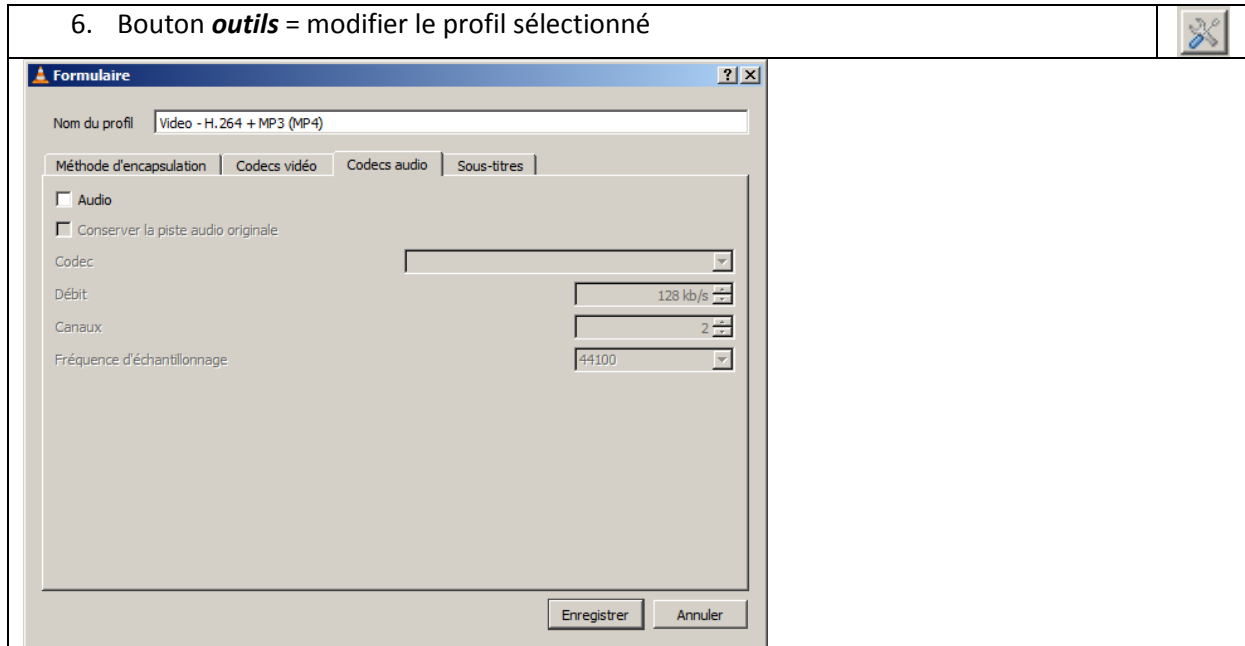 6. Bouton outils = modifier le profil sélectionné
Formulaire
Nom du profil Video - H.264 + MP3 (MP4)
Méthode d'encapsulation Codecs vidéo Codecs audio Sous-titres
Audio
Conserver la piste audio originale
Codec
Débit 128 kb/s
Canaux 2
Fréquence d'échantillonnage 44100
Enregistrer Annuler